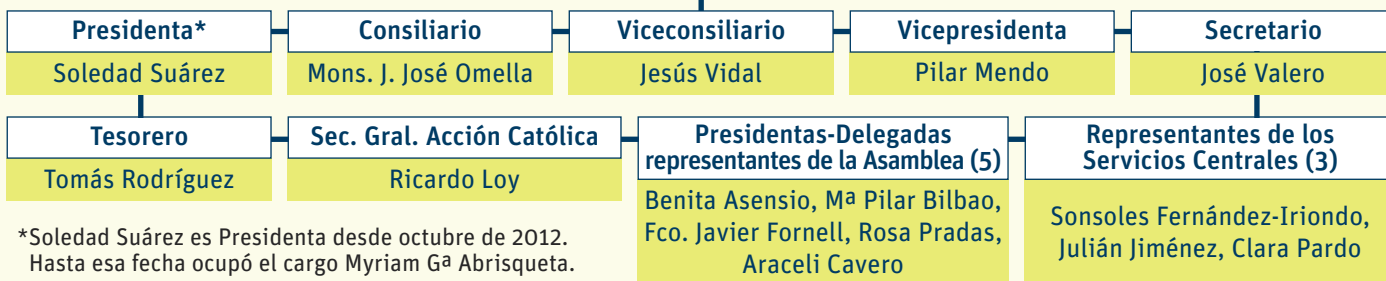 Presidenta*
Soledad Suárez
Consiliario
Mons. J. José Omella
Viceconsiliario
Jesús Vidal
Vicepresidenta
Pilar Mendo
Secretario
José Valero
Tesorero
Tomás Rodríguez
Sec. Gral. Acción Católica
Ricardo Loy
Presidentas-Delegadas
representantes de la Asamblea (5)
Benita Asensio, Mª Pilar Bilbao,
Fco. Javier Fornell, Rosa Pradas,
Araceli Cavero
Representantes de los
Servicios Centrales (3)
Sonsoles Fernández-Iriondo,
Julián Jiménez, Clara Pardo
*Soledad Suárez es Presidenta desde octubre de 2012.
Hasta esa fecha ocupó el cargo Myriam Gª Abrisqueta.